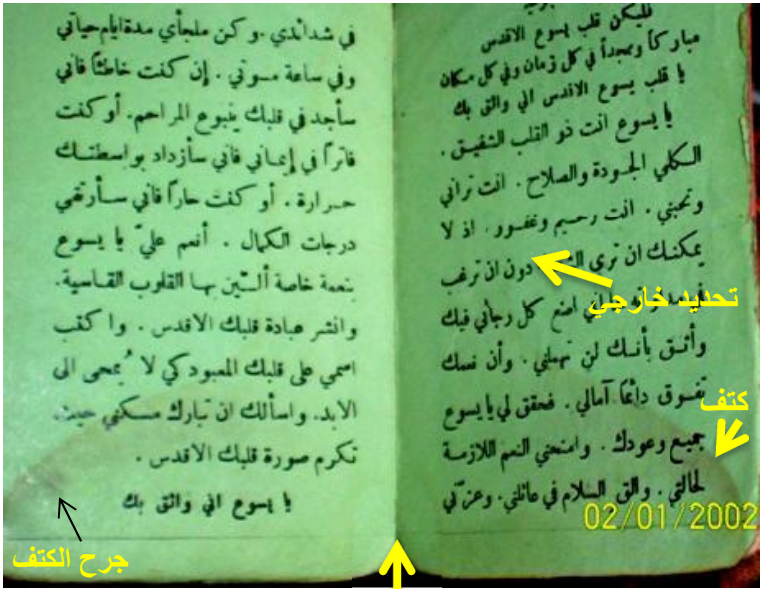 فليكن قلب يسوع الاقدس
مباركاً وممجداً في كل زمان وفي كل مكان
يا قلب يسوع الاقدس اني واثق بك
يا يسوع انت ذو القلب الشفيق .
الكلي الجودة والصلاح . انت تراني
وتحبني . انت رحيم وغفور . اذ لا
يمكنك ان ترى دون ان ترغب
اضع كل رجائي فيك
وأثق بأنك لن تهملني . وأن نعمك
تفوق دائماً آمالي . فحقق لي يا يسوع
جميع وعودك . وامنحني النعم اللازمة
لحالتي . والق السلام في عائلتي . وعزّني
تحديد خارجي
كتف
02/01/2002
في شدائدي . وكن ملجأي مدة ايام حياتي
وفي ساعة موتي . إن كنت خاطئاً فاني
سأجد في قلبك ينبوع المراحم . أو كنت
فاتراً في إيماني فاني سأزداد بواسطتك
حرارة . أو كنت حاراً فاني سأرتقي
درجات الكمال . أنعم عليّ يا يسوع
بنعمة خاصة ألـيّن بها القلوب القاسية .
وانشر عبادة قلبك الاقدس . واكتب
اسمي على قلبك المعبود كي لا يُمحى الى
الابد . واسألك ان تبارك مسكني حيث
تكرم صورة قلبك الاقدس .
يا يسوع اني واثق بك
جرح الكتف